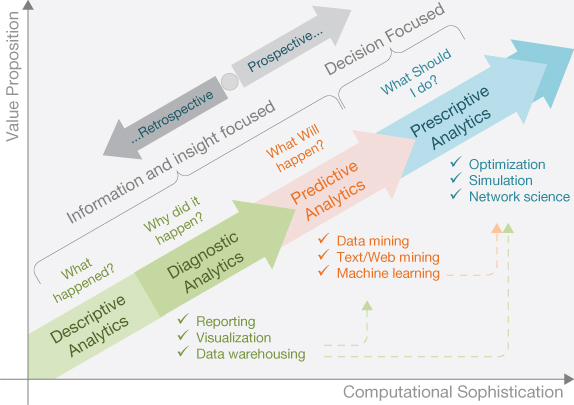 Value Proposition
Prospective...
...Retrospective
Decision Focused
Information and insight focused
What Should
I do?
What Will
happen?
Why did it
happen?
What
happened?
Prescriptive
Analytics
Predictive
Analytics
Diagnostic
Analytics
Descriptive
Analytics
✓ Optimization
✓ Simulation
✓ Network science
✓ Data mining
✓ Text/Web mining
✓ Machine learning
✓ Reporting
✓ Visualization
✓ Data warehousing
Computational Sophistication